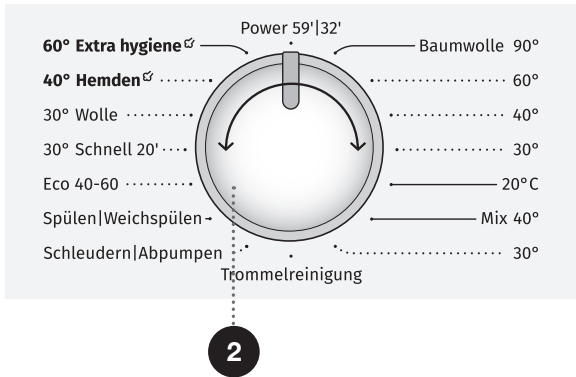 Power 59'|32'
60° Extra hygiene
40° Hemden
30° Wolle
30° Schnell 20'
Eco 40-60
Spülen|Weichspülen
Schleudern|Abpumpen
Baumwolle 90°
60°
40°
30°
20°C
Mix 40°
30°
Trommelreinigung
2